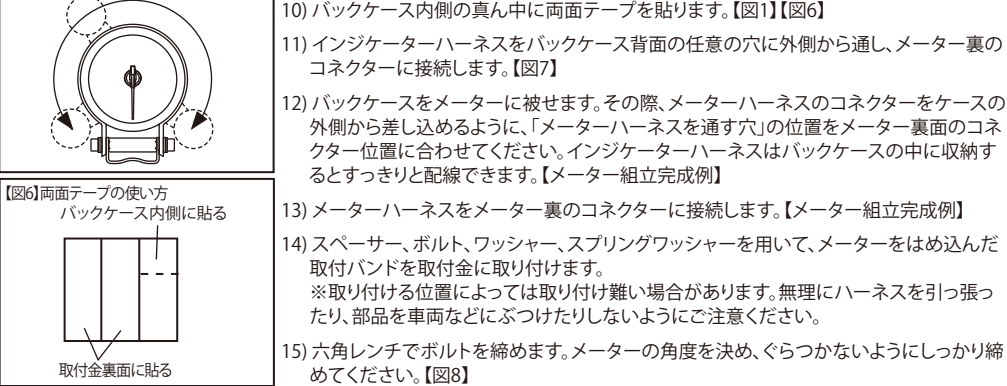 10) バックケース内側の真ん中に両面テープを貼ります。【図1】【図6】
11) インジケーターハーネスをバックケース背面の任意の穴に外側から通し、メーター裏の
コネクターに接続します。【図7】
12) バックケースをメーターに被せます。その際、メーターハーネスのコネクターをケースの
外側から差し込めるように、「メーターハーネスを通す穴」の位置をメーター裏面のコネ
クター位置に合わせてください。インジケーターハーネスはバックケースの中に収納す
るとすっきりと配線できます。【メーター組立完成例】
13) メーターハーネスをメーター裏のコネクターに接続します。【メーター組立完成例】
14) スペーサー、ボルト、ワッシャー、スプリングワッシャーを用いて、メーターをはめ込んだ
取付バンドを取付金に取り付けます。
※取り付ける位置によっては取り付け難い場合があります。無理にハーネスを引っ張っ
たり、部品を車両などにぶつけたりしないようにご注意ください。
15) 六角レンチでボルトを締めます。メーターの角度を決め、ぐらつかないようにしっかり締
めてください。【図8】
【図6】両面テープの使い方
バックケース内側に貼る
取付金裏面に貼る